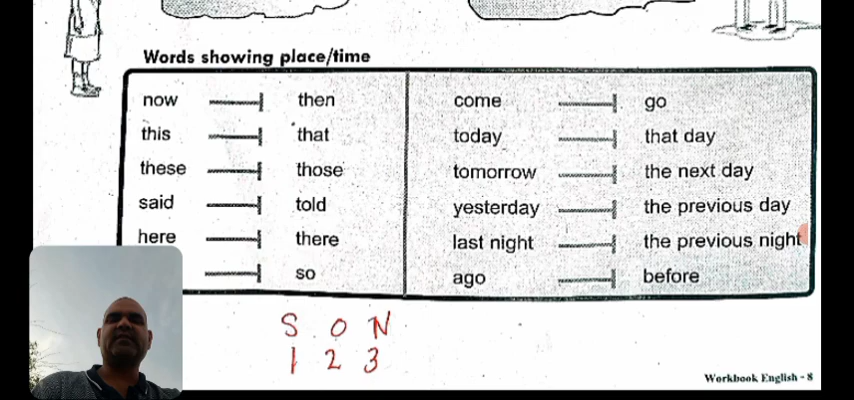 Words showing place/time
now then come go
this that today that day
these those tomorrow the next day
said told yesterday the previous day
here there last night the previous night
so ago before
S O N
1 2 3
Workbook English - 8